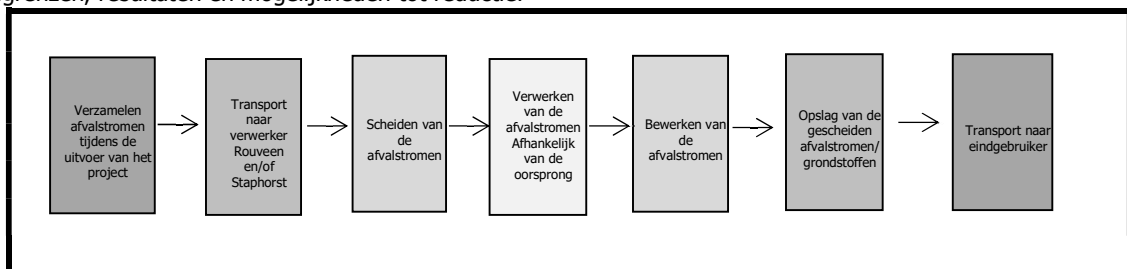 grenzen, resultaten en mogelijkheden tot reductie.
Verzamelen
afvalstromen
tijdens de
uitvoer van het
project
Transport
naar
verwerker
Rouveen
en/of
Staphorst
Scheiden van
de
afvalstromen
Verwerken
van de
afvalstromen
Afhankelijk
van de
oorsprong
Bewerken van
de
afvalstromen
Opslag van de
gescheiden
afvalstromen/
grondstoffen
Transport naar
eindgebruiker